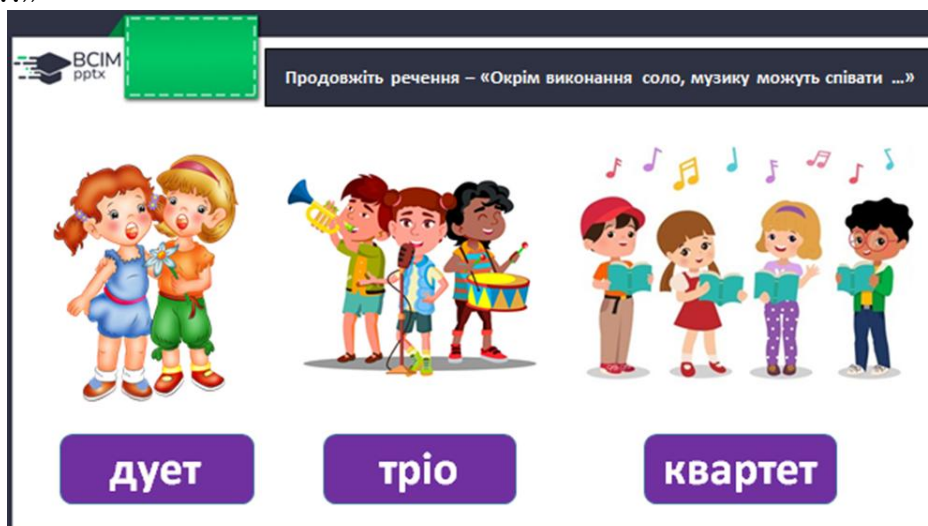 ВСІМ
pptx
Продовжіть речення – «Окрім виконання соло, музику можуть співати ...»
дует
тріо
квартет